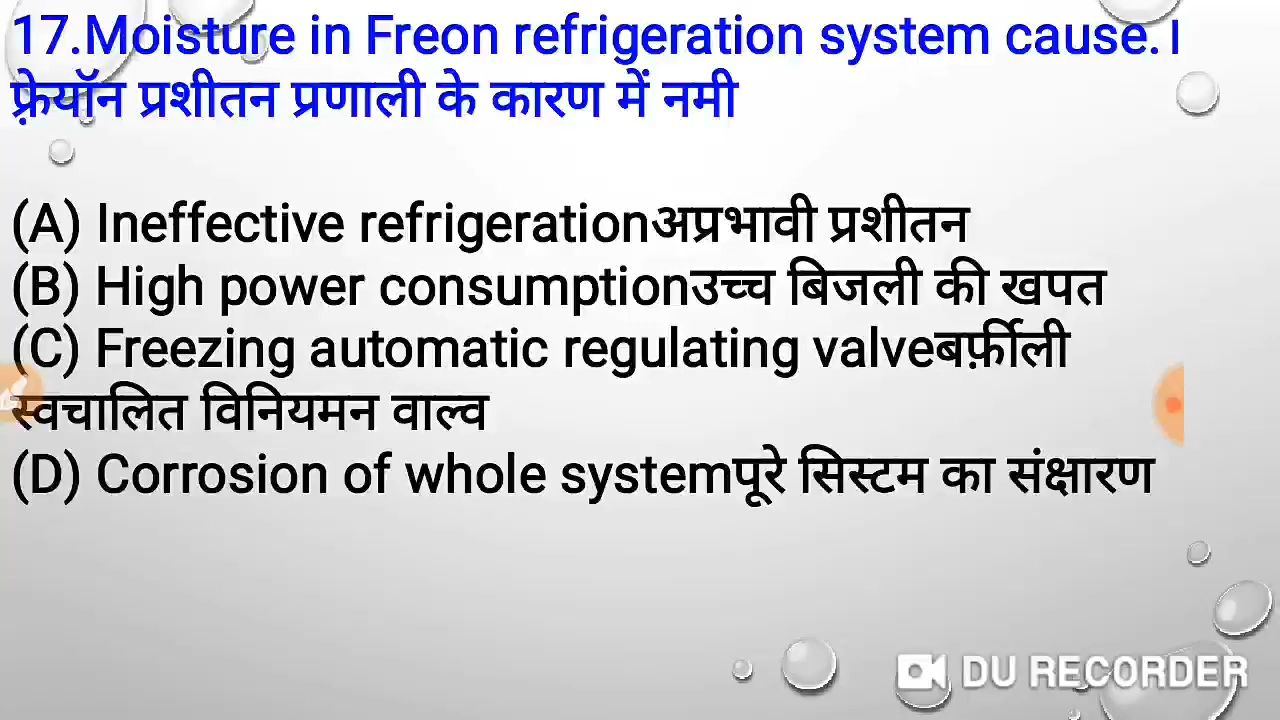 17.Moisture in Freon refrigeration system cause.।
फ़्रेयॉन प्रशीतन प्रणाली के कारण में नमी
(A) Ineffective refrigerationअप्रभावी प्रशीतन
(B) High power consumptionउच्च बिजली की खपत
(C) Freezing automatic regulating valveबर्फ़ीली
स्वचालित विनियमन वाल्व
(D) Corrosion of whole systemपूरे सिस्टम का संक्षारण
DU RECORDER